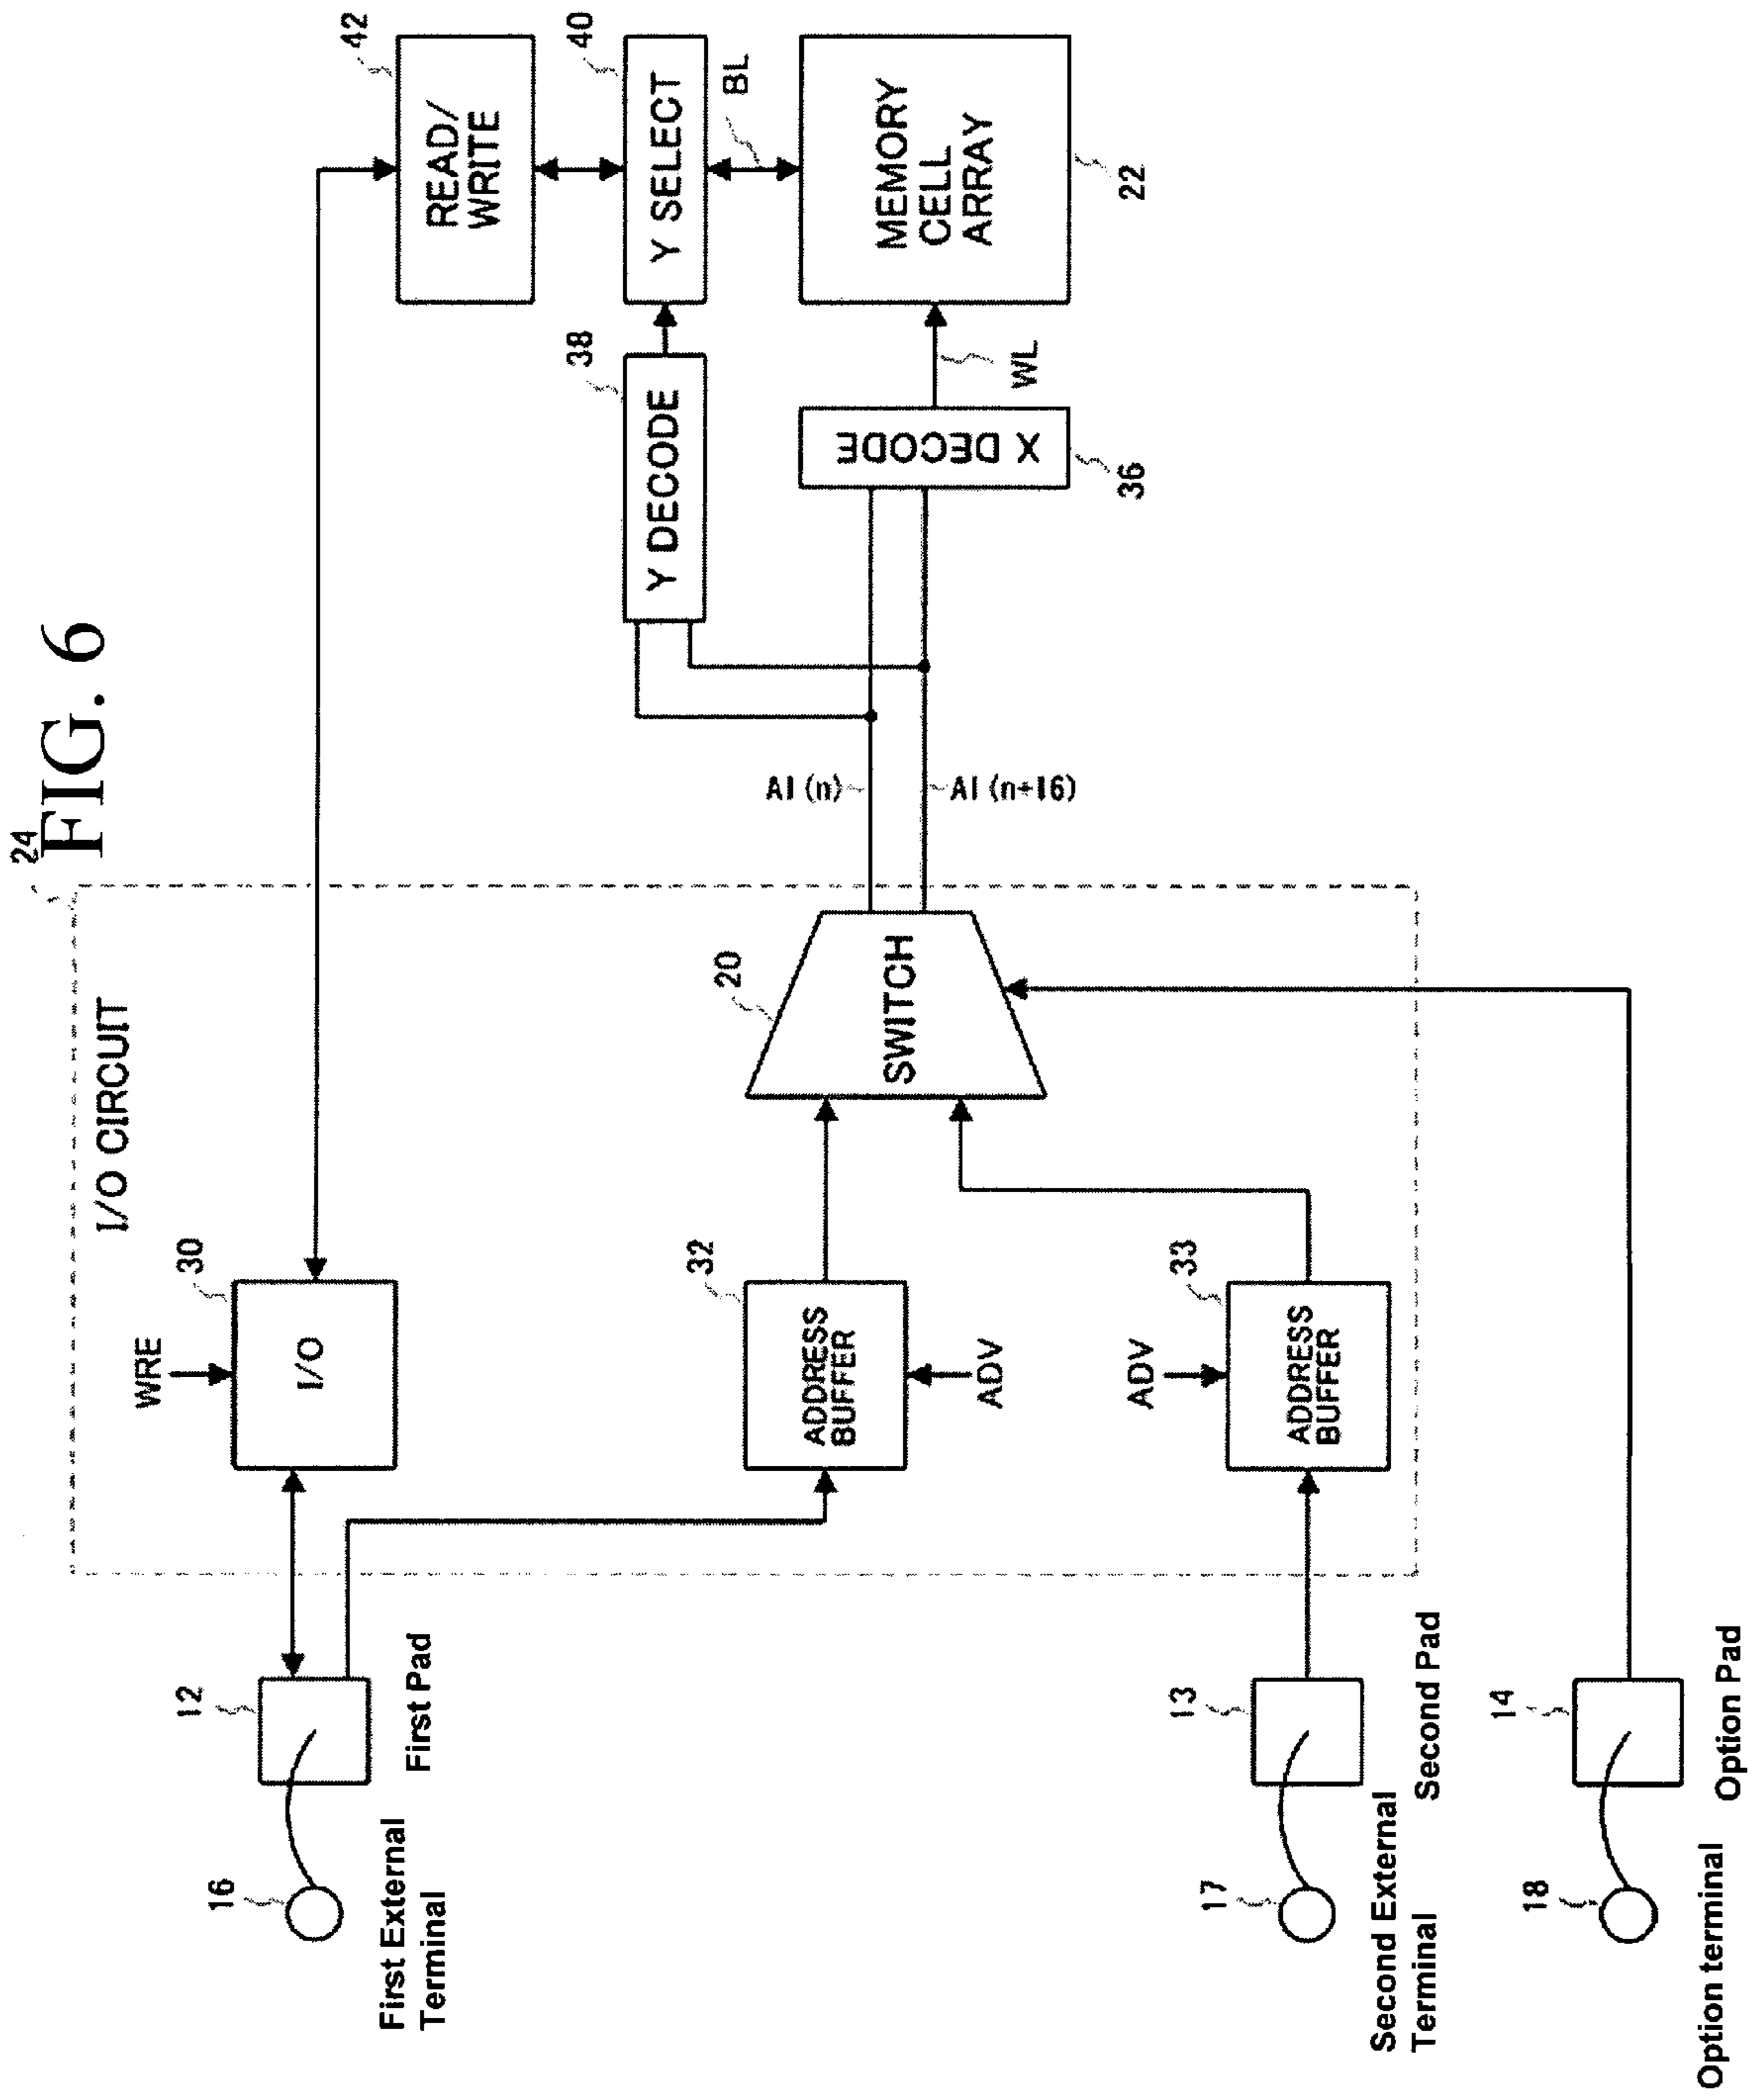 FIG. 6
24
I/O CIRCUIT
WRE
30
I/O
42
READ/
WRITE
12
First Pad
16
First External
Terminal
32
ADDRESS
BUFFER
ADV
20
SWITCH
AI (n)
AI (n+16)
38
Y DECODE
40
Y SELECT
BL
X DECODE
36
WL
MEMORY
CELL
ARRAY
22
ADV
33
ADDRESS
BUFFER
13
Second Pad
17
Second External
Terminal
14
Option Pad
18
Option terminal